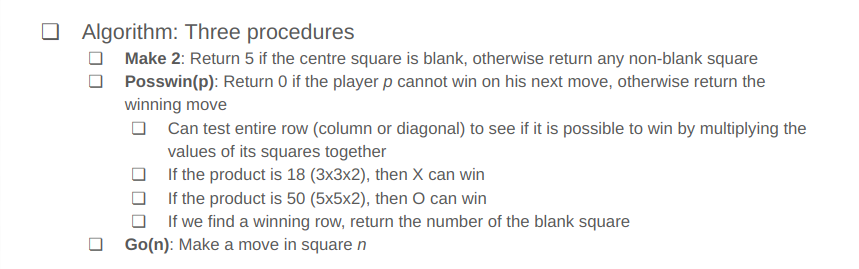 Algorithm: Three procedures
Make 2: Return 5 if the centre square is blank, otherwise return any non-blank square
Posswin(p): Return 0 if the player p cannot win on his next move, otherwise return the
winning move
Can test entire row (column or diagonal) to see if it is possible to win by multiplying the
values of its squares together
If the product is 18 (3x3x2), then X can win
If the product is 50 (5x5x2), then O can win
If we find a winning row, return the number of the blank square
Go(n): Make a move in square n